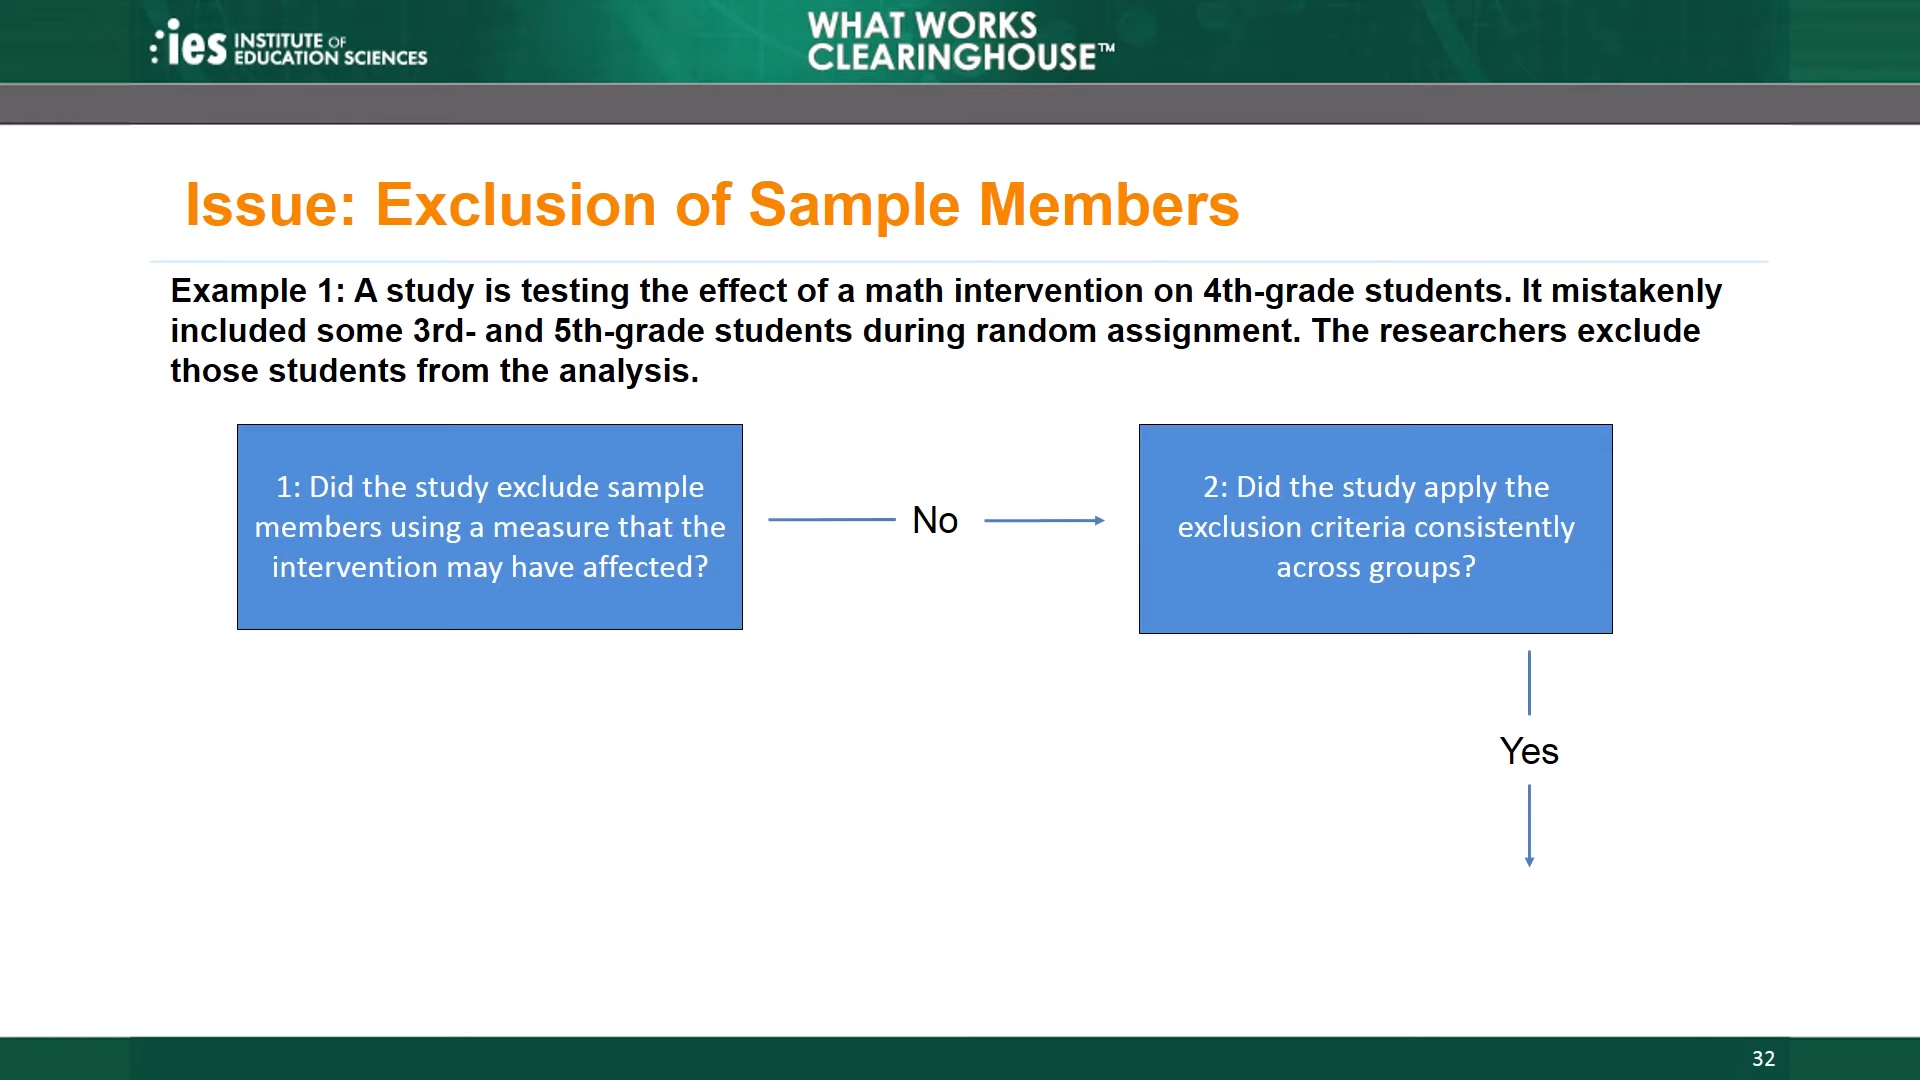 ies INSTITUTE OF
EDUCATION SCIENCES
WHAT WORKS
CLEARINGHOUSE™
Issue: Exclusion of Sample Members
Example 1: A study is testing the effect of a math intervention on 4th-grade students. It mistakenly
included some 3rd- and 5th-grade students during random assignment. The researchers exclude
those students from the analysis.
1: Did the study exclude sample
members using a measure that the
intervention may have affected?
No
2: Did the study apply the
exclusion criteria consistently
across groups?
Yes
32